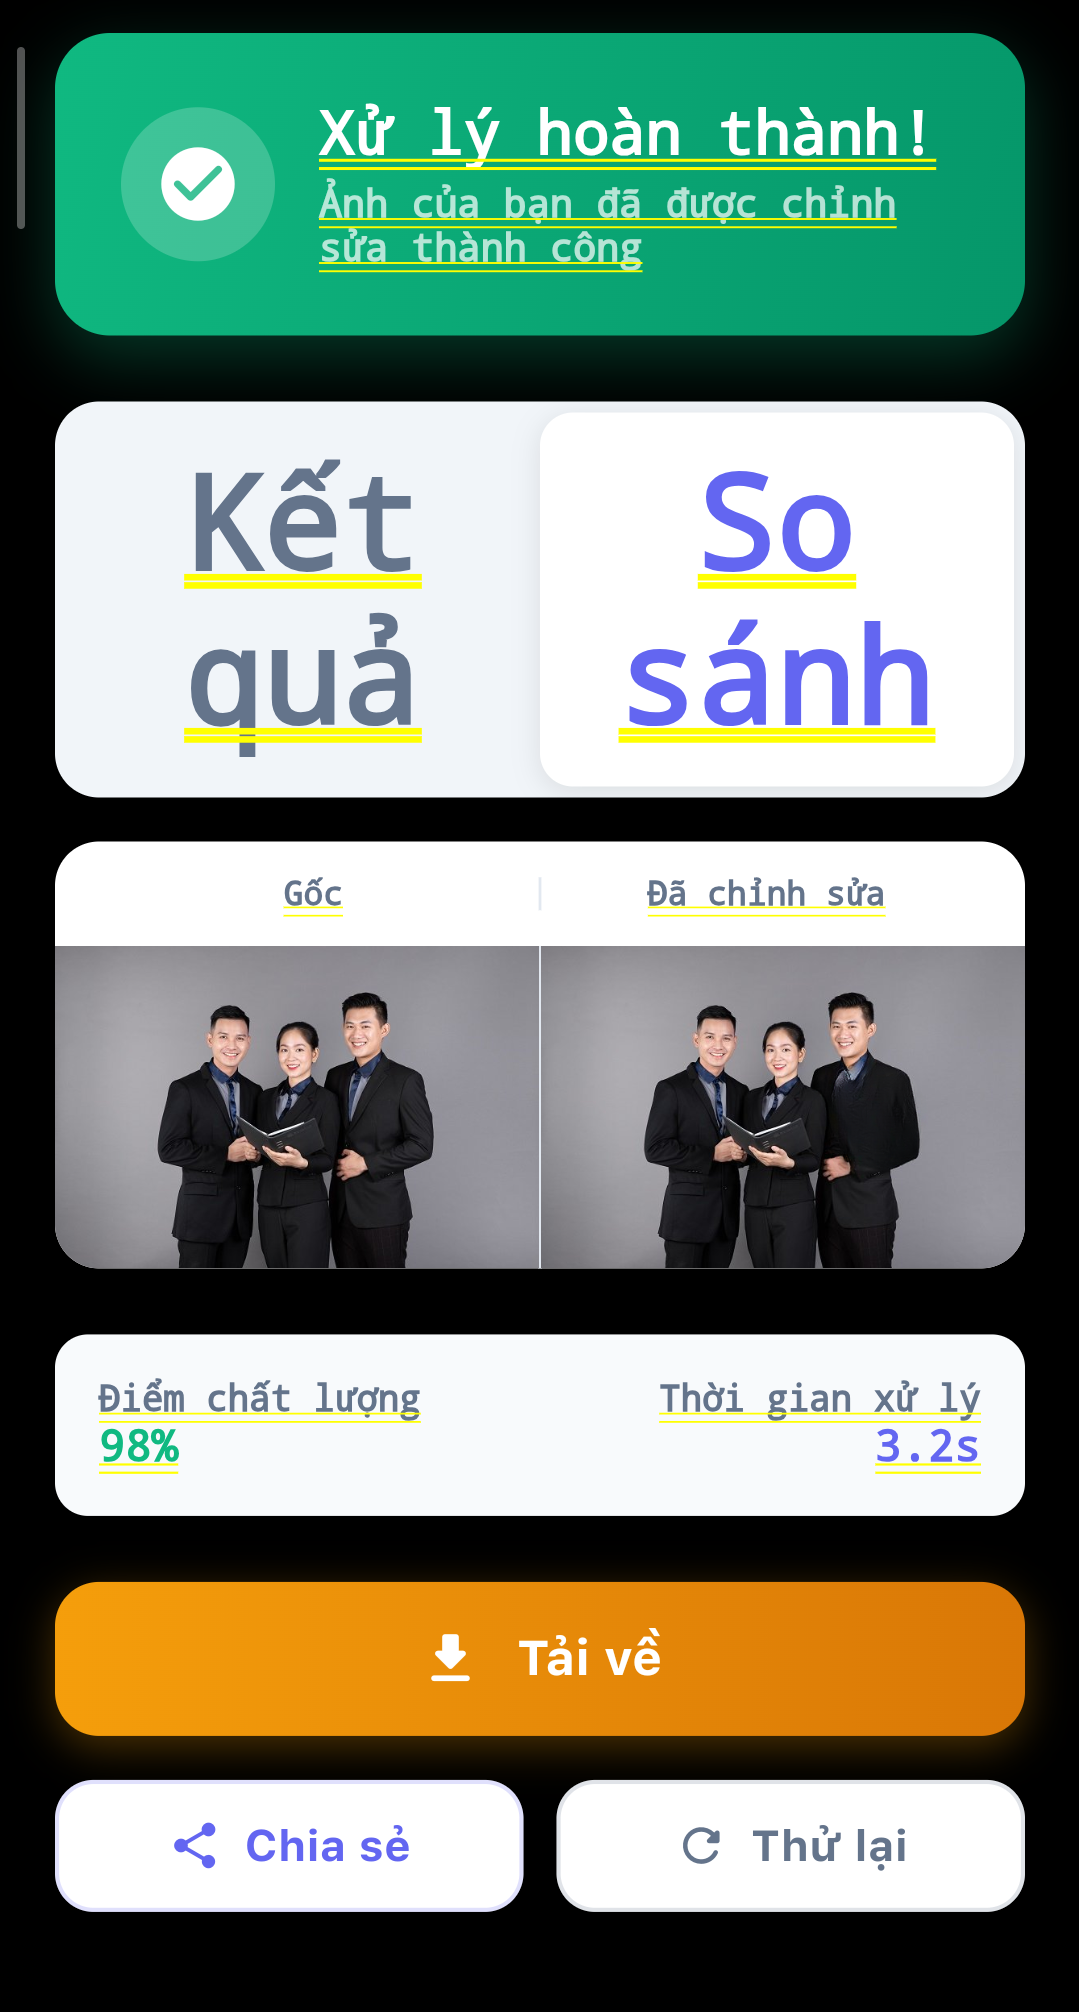 Xử lý hoàn thành!
Ảnh của bạn đã được chỉnh
sửa thành công
Kết
quả
So
sánh
Gốc
Đã chỉnh sửa
Điểm chất lượng
98%
Thời gian xử lý
3.2s
Tải về
Chia sẻ
Thử lại